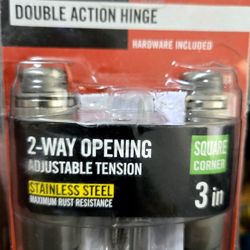 DOUBLE ACTION HINGE
HARDWARE INCLUDED
2-WAY OPENING
ADJUSTABLE TENSION
STAINLESS STEEL
MAXIMUM RUST RESISTANCE
SQUARE
CORNER
3 in